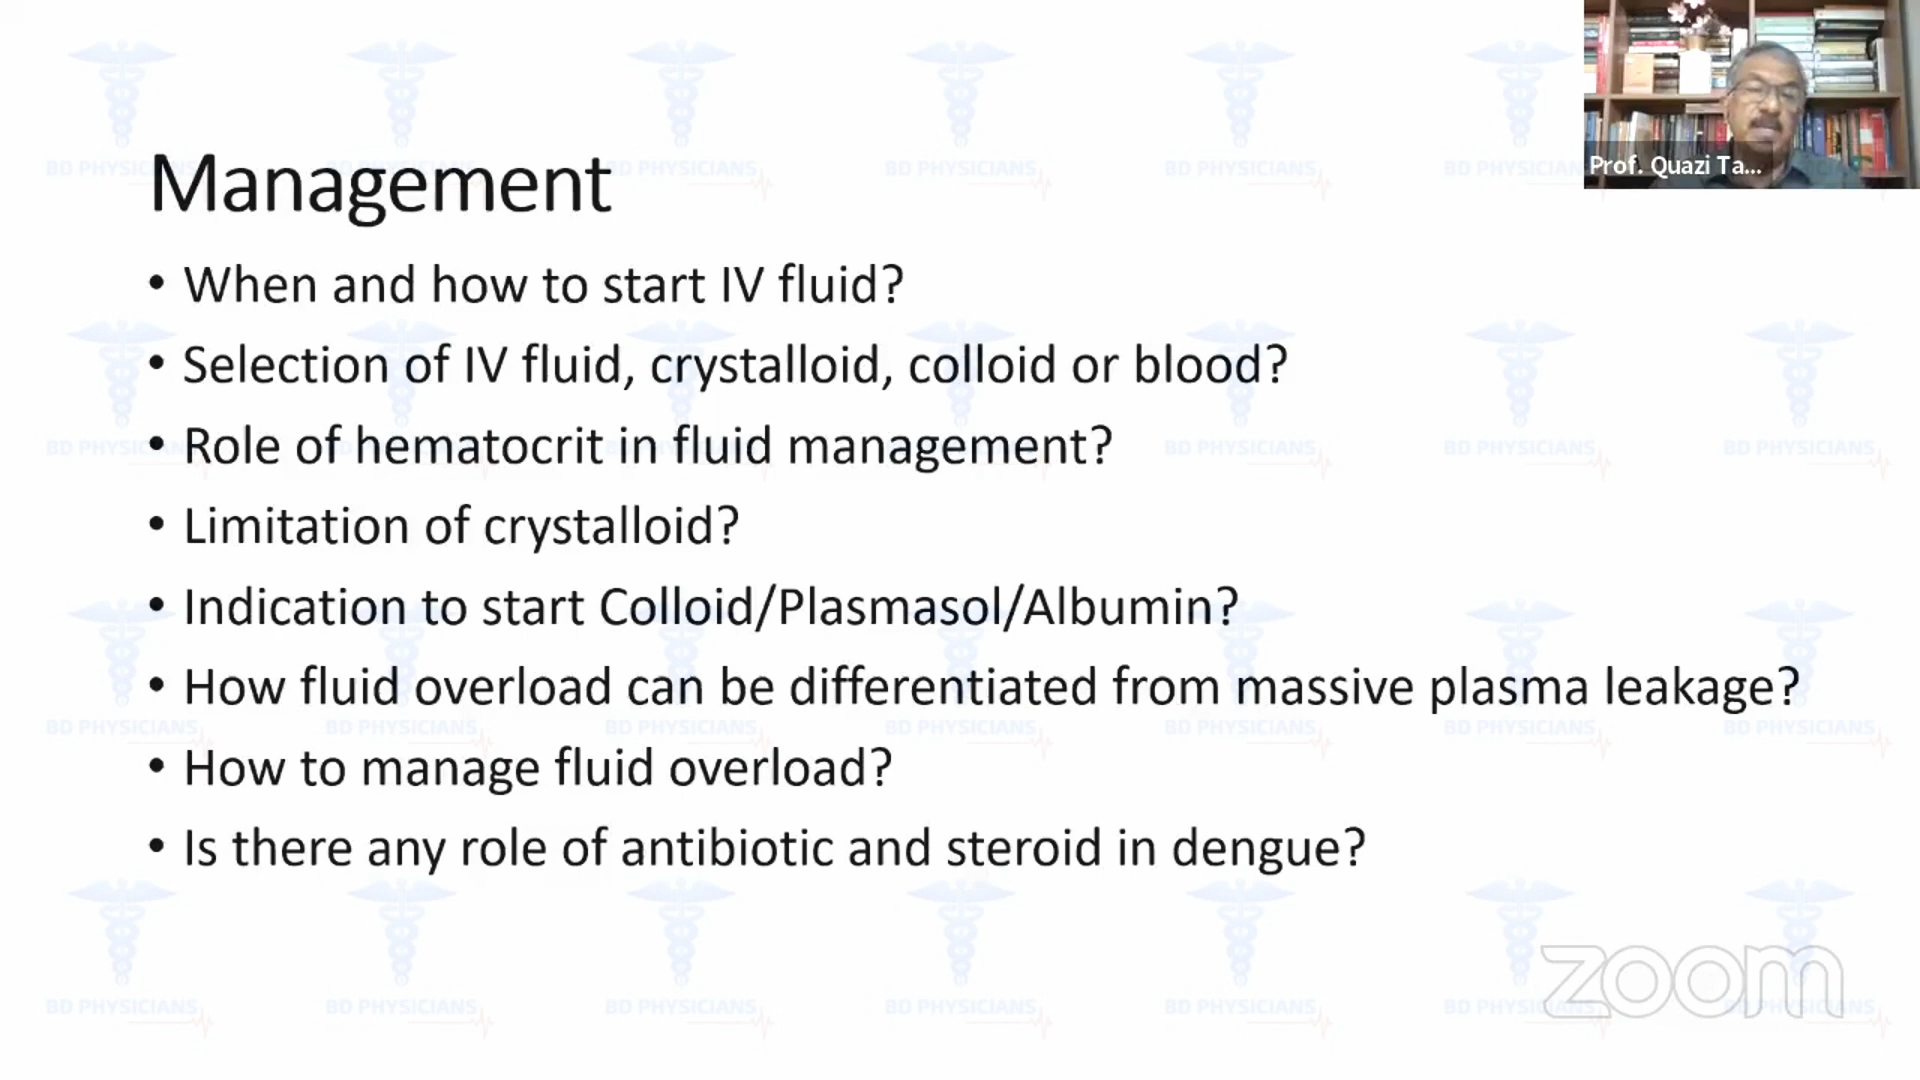 Management
• When and how to start IV fluid?
• Selection of IV fluid, crystalloid, colloid or blood?
• Role of hematocrit in fluid management?
• Limitation of crystalloid?
• Indication to start Colloid/Plasmasol/Albumin?
• How fluid overload can be differentiated from massive plasma leakage?
• How to manage fluid overload?
• Is there any role of antibiotic and steroid in dengue?
Prof. Quazi Ta...
BD PHYSICIANS
zoom